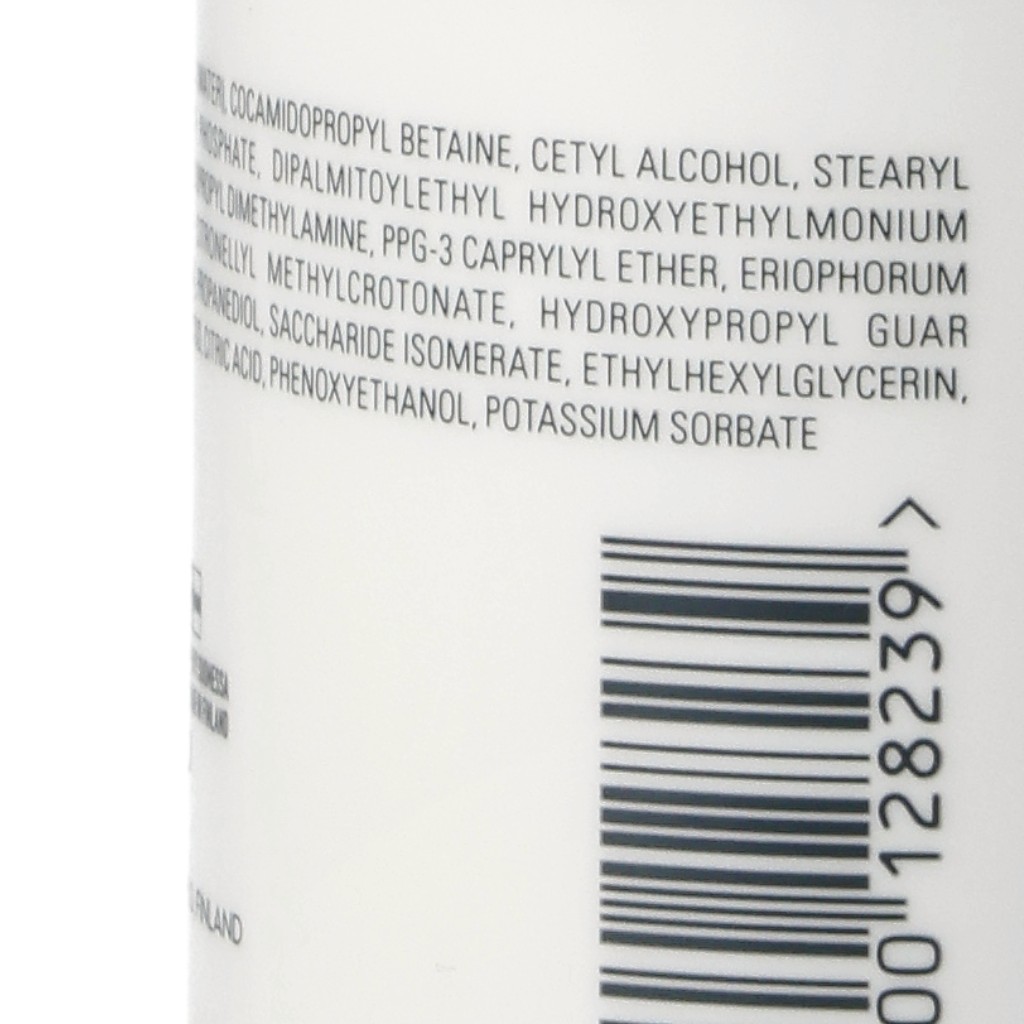 COCAMIDOPROPYL BETAINE, CETYL ALCOHOL, STEARYL
DIPALMITOYLETHYL HYDROXYETHYLMONIUM
DIMETHYLAMINE, PPG-3 CAPRYLYL ETHER, ERIOPHORUM
METHYLCROTONATE, HYDROXYPROPYL GUAR
SACCHARIDE ISOMERATE, ETHYLHEXYLGLYCERIN,
CITRIC ACID, PHENOXYETHANOL, POTASSIUM SORBATE
00 128239 >
FINLAND